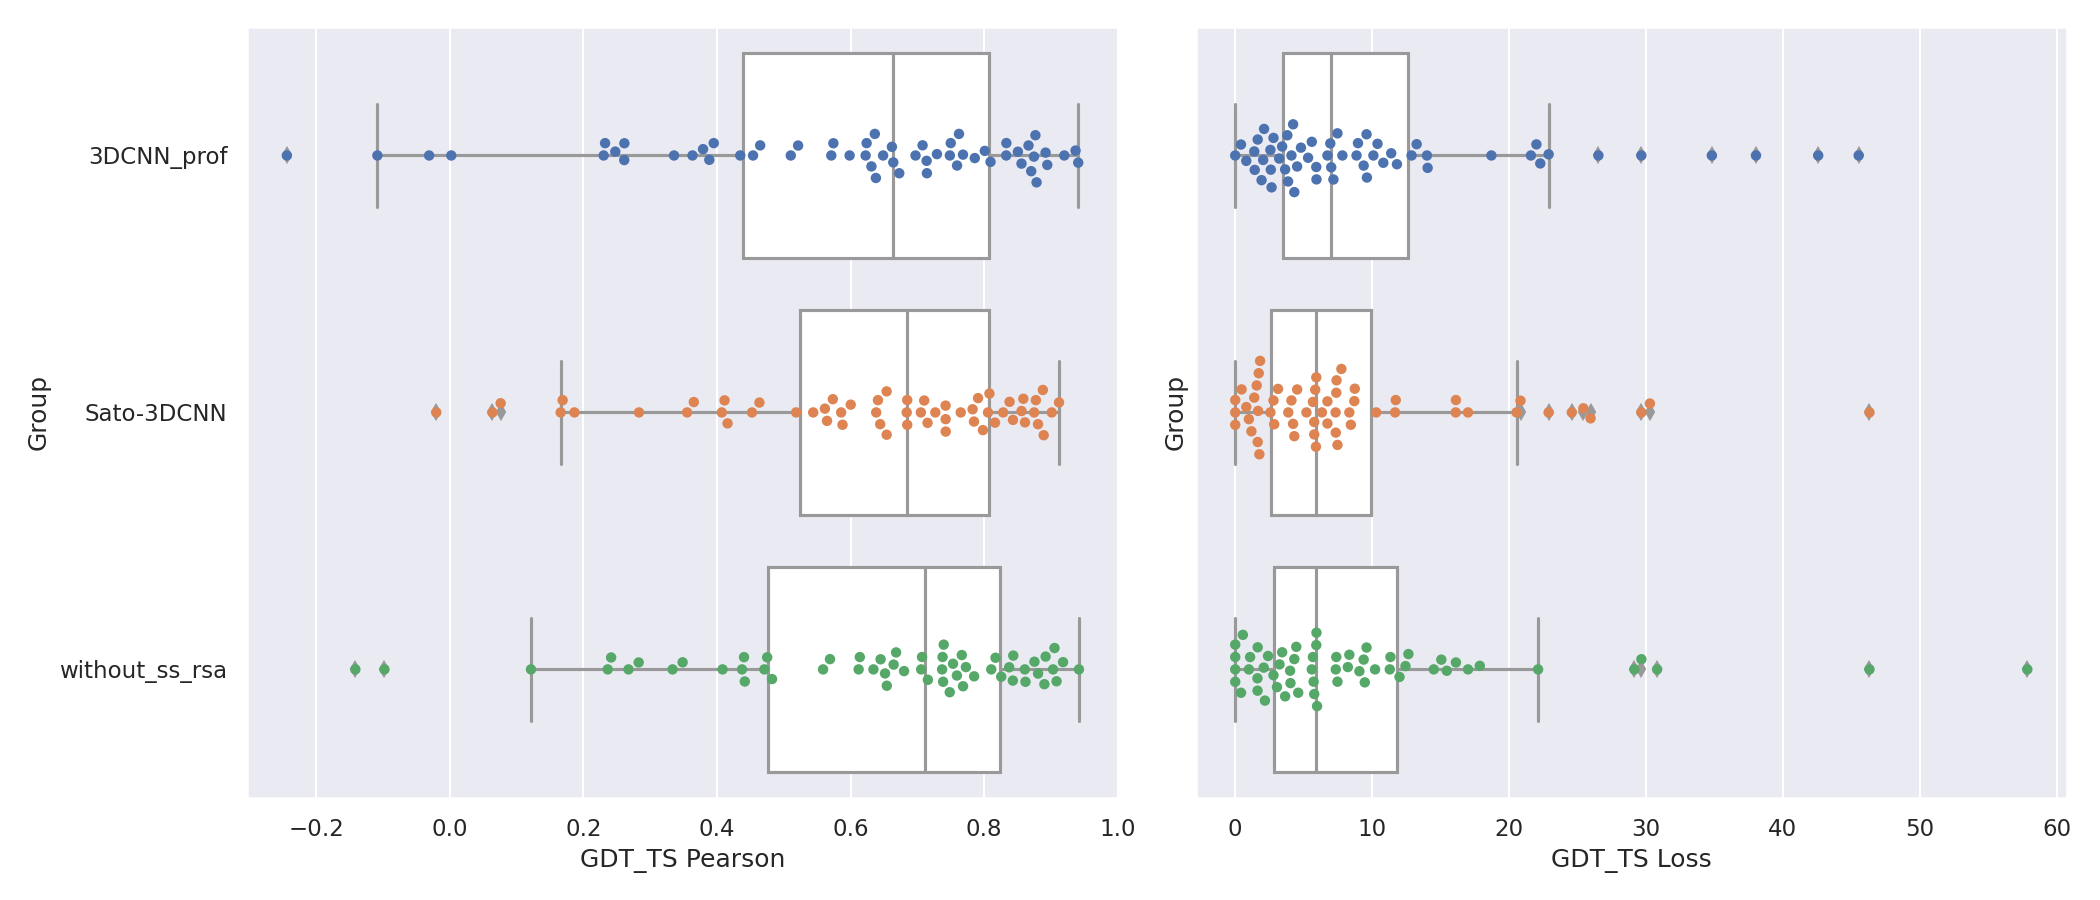 3DCNN_prof
Sato-3DCNN
without_ss_rsa
Group
−0.2 0.0 0.2 0.4 0.6 0.8 1.0
GDT_TS Pearson
Group
0 10 20 30 40 50 60
GDT_TS Loss